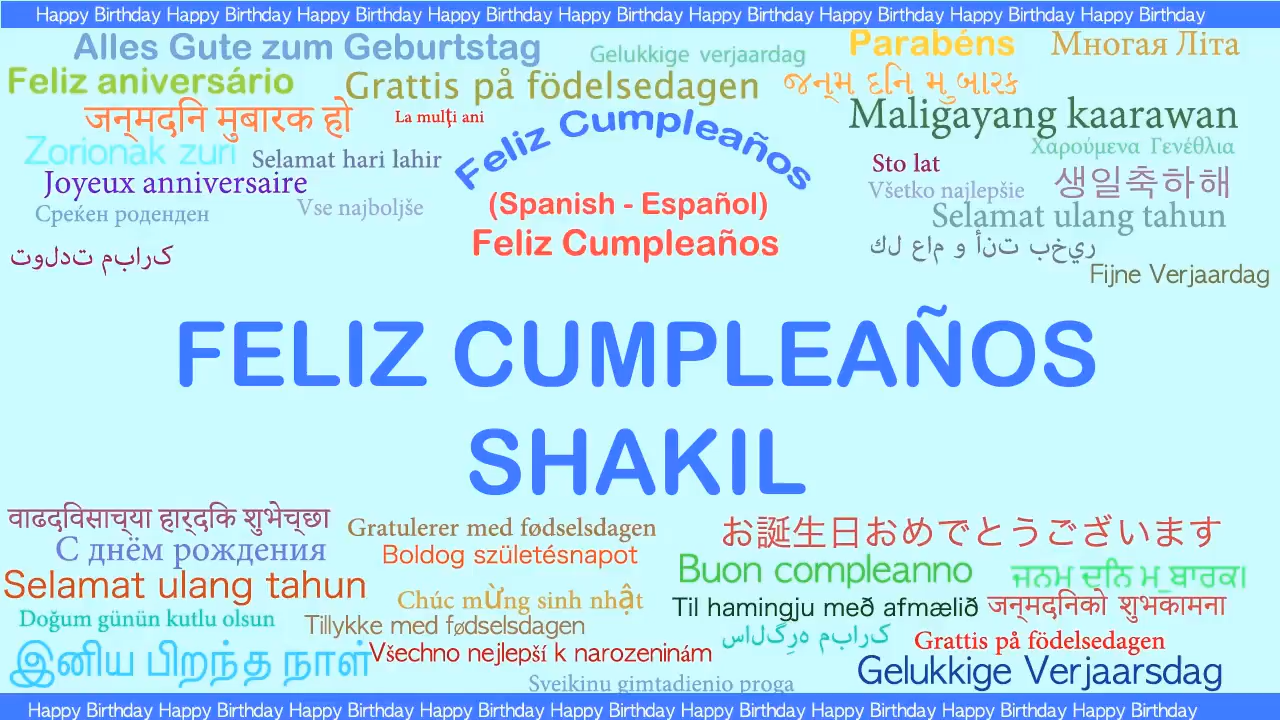 Happy Birthday Happy Birthday Happy Birthday Happy Birthday Happy Birthday Happy Birthday Happy Birthday Happy Birthday Happy Birthday
Alles Gute zum Geburtstag
Gelukkige verjaardag
Parabéns
Многая Літа
Feliz aniversário
Grattis på födelsedagen
જન્મ દિન મુબારક
जन्मदिन मुबारक हो
La mulţi ani
Feliz Cumpleaños
Maligayang kaarawan
Zorionak zuri
Selamat hari lahir
Χαρούμενα Γενέθλια
Sto lat
Joyeux anniversaire
(Spanish - Español)
Všetko najlepšie
생일축하해
Среќен роденден
Vse najboljše
Feliz Cumpleaños
Selamat ulang tahun
تولدت مبارک
كل عام و أنت بخير
Fijne Verjaardag
FELIZ CUMPLEAÑOS
SHAKIL
वाढदिवसाच्या हार्दिक शुभेच्छा
Gratulerer med fødselsdagen
お誕生日おめでとうございます
С днём рождения
Boldog születésnapot
Selamat ulang tahun
Buon compleanno
ਜਨਮ ਦਿਨ ਮੁਬਾਰਕ।
Chúc mừng sinh nhật
Til hamingju með afmælið
जन्मदिनको शुभकामना
Doğum günün kutlu olsun
Tillykke med fødselsdagen
سالگرہ مبارک
Grattis på födelsedagen
இனிய பிறந்த நாள்
Všechno nejlepší k narozeninám
Gelukkige Verjaarsdag
Sveikinu gimtadienio proga
Happy Birthday Happy Birthday Happy Birthday Happy Birthday Happy Birthday Happy Birthday Happy Birthday Happy Birthday Happy Birthday